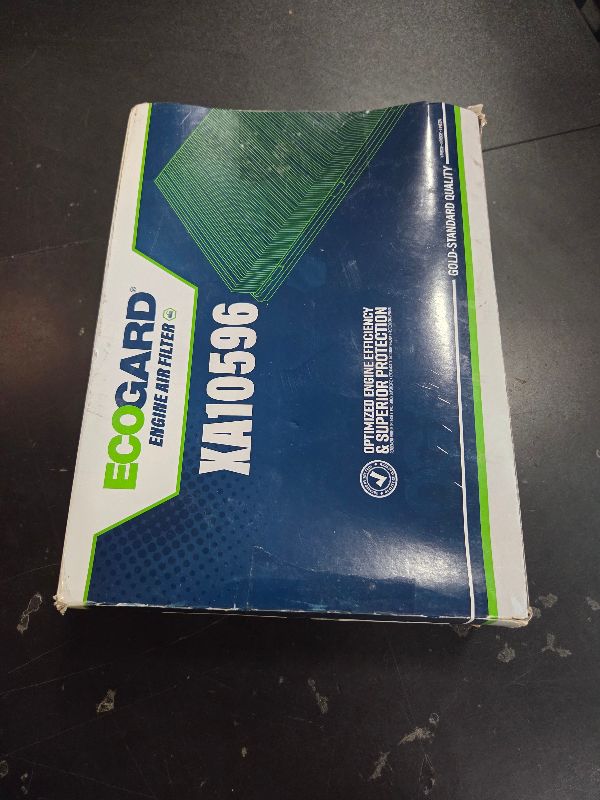 ECOGARD®
ENGINE AIR FILTER
XA10596
OPTIMIZED ENGINE EFFICIENCY
& SUPERIOR PROTECTION
GOLD-STANDARD QUALITY